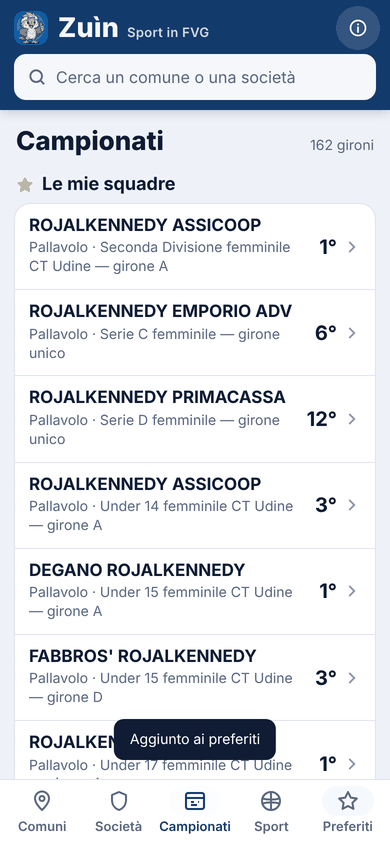 Zuìn Sport in FVG
Cerca un comune o una società
Campionati 162 gironi
Le mie squadre
ROJALKENNEDY ASSICOOP
Pallavolo · Seconda Divisione femminile
CT Udine — girone A
1°
ROJALKENNEDY EMPORIO ADV
Pallavolo · Serie C femminile — girone
unico
6°
ROJALKENNEDY PRIMACASSA
Pallavolo · Serie D femminile — girone
unico
12°
ROJALKENNEDY ASSICOOP
Pallavolo · Under 14 femminile CT Udine
— girone A
3°
DEGANO ROJALKENNEDY
Pallavolo · Under 15 femminile CT Udine
— girone A
1°
FABBROS' ROJALKENNEDY
Pallavolo · Under 15 femminile CT Udine
— girone D
3°
Aggiunto ai preferiti
Pallavolo · Under 17 femminile CT Udine
1°
Comuni Società Campionati Sport Preferiti